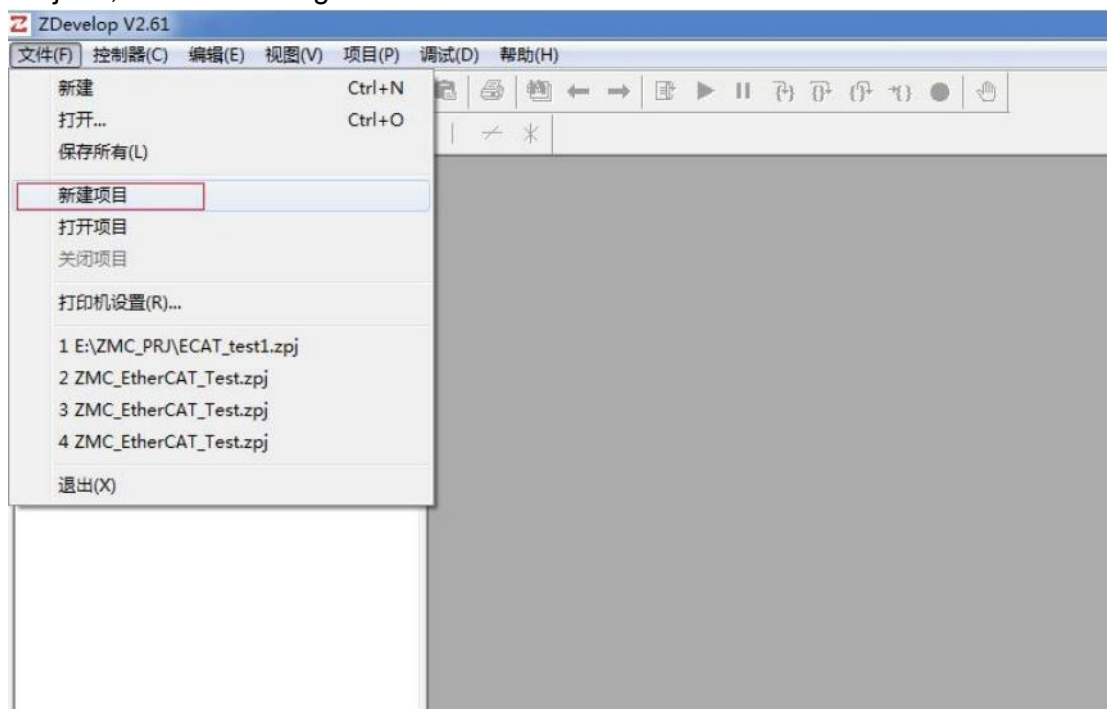 ZDevelop V2.61
文件(F) 控制器(C) 编辑(E) 视图(V) 项目(P) 调试(D) 帮助(H)
新建 Ctrl+N
打开... Ctrl+O
保存所有(L)
新建项目
打开项目
关闭项目
打印机设置(R)...
1 E:\ZMC_PRJ\ECAT_test1.zpj
2 ZMC_EtherCAT_Test.zpj
3 ZMC_EtherCAT_Test.zpj
4 ZMC_EtherCAT_Test.zpj
退出(X)